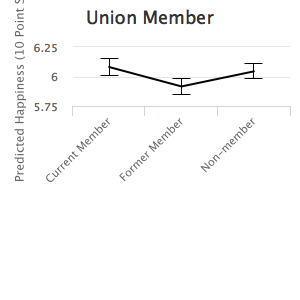 Union Member
Predicted Happiness (10 Point
6.25
6
5.75
Current Member
Former Member
Non-member